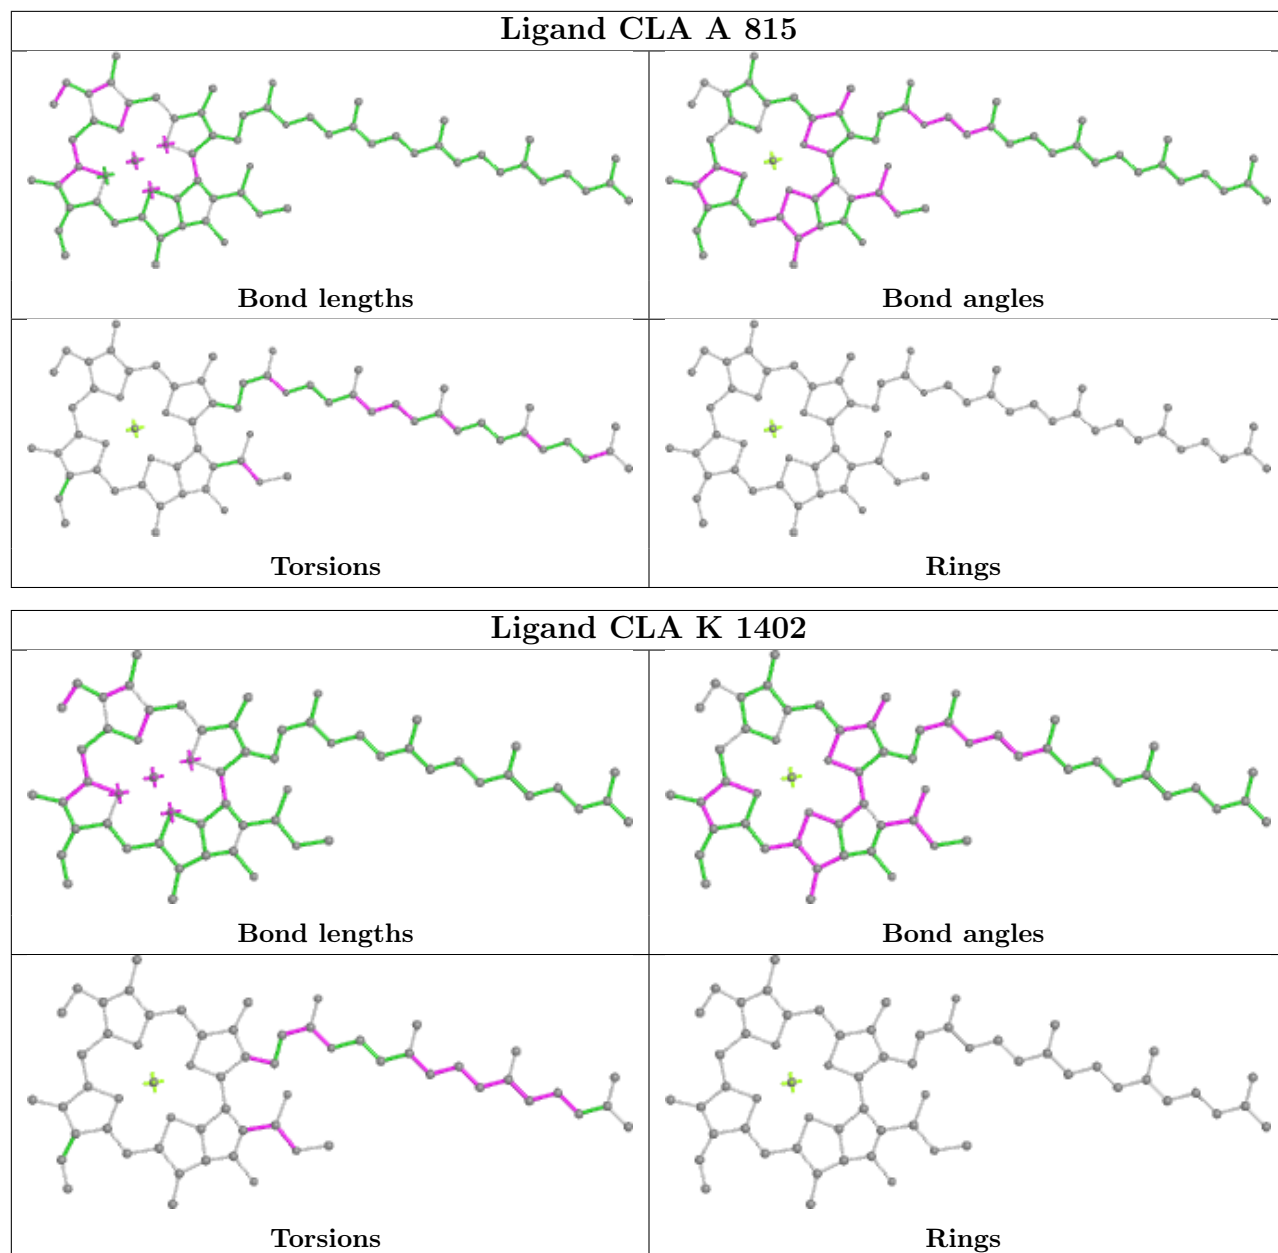 Ligand CLA A 815
Bond lengths
Bond angles
Torsions
Rings
Ligand CLA K 1402
Bond lengths
Bond angles
Torsions
Rings